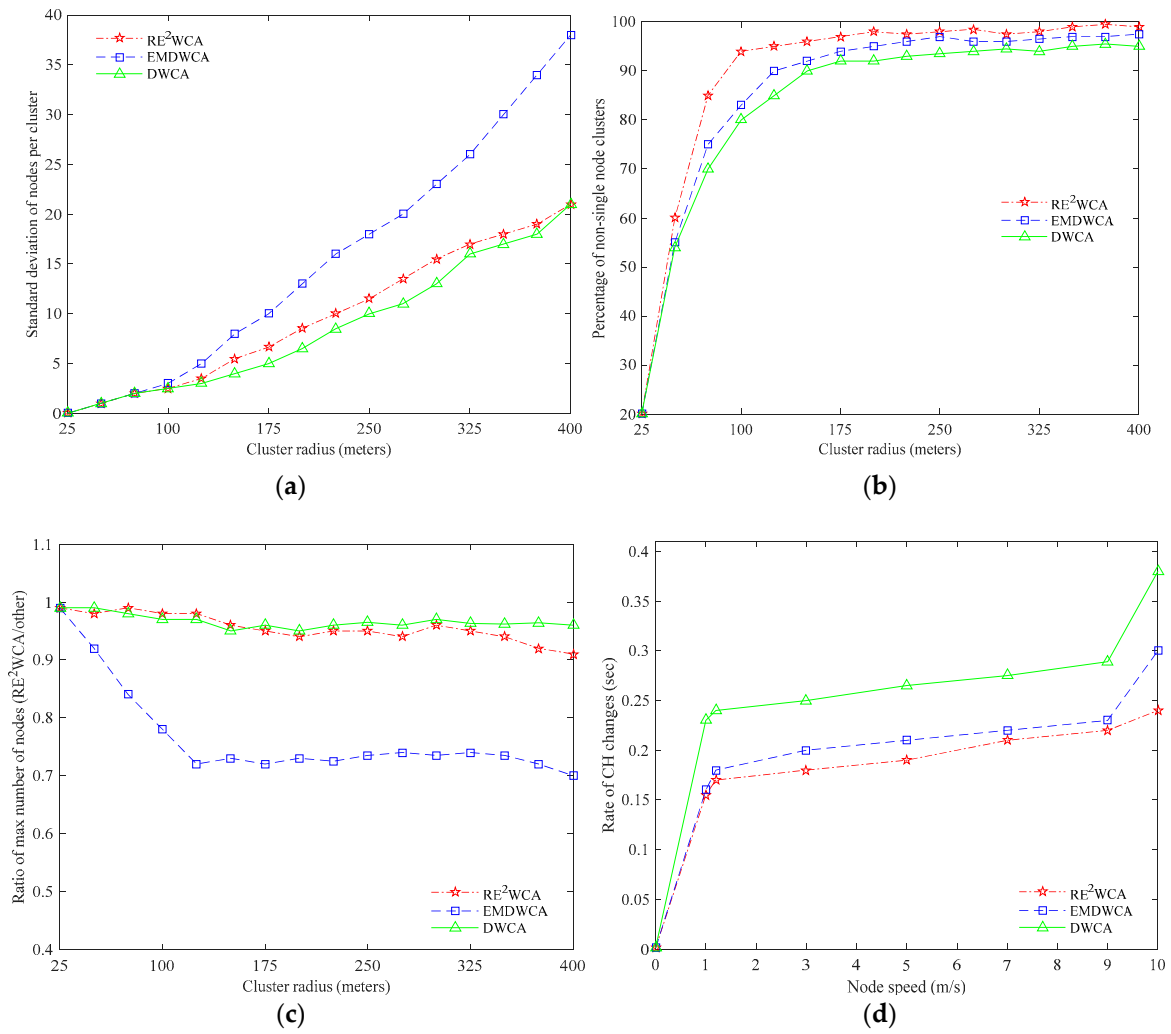 40
35
30
25
20
15
10
5
0
Standard deviation of nodes per cluster
RE²WCA
EMDWCA
DWCA
25 100 175 250 325 400
Cluster radius (meters)
(a)
100
90
80
70
60
50
40
30
20
Percentage of non-single node clusters
RE²WCA
EMDWCA
DWCA
25 100 175 250 325 400
Cluster radius (meters)
(b)
1.1
1
0.9
0.8
0.7
0.6
0.5
0.4
Ratio of max number of nodes (RE²WCA/other)
RE²WCA
EMDWCA
DWCA
25 100 175 250 325 400
Cluster radius (meters)
(c)
0.4
0.35
0.3
0.25
0.2
0.15
0.1
0.05
0
Rate of CH changes (sec)
RE²WCA
EMDWCA
DWCA
0 1 2 3 4 5 6 7 8 9 10
Node speed (m/s)
(d)